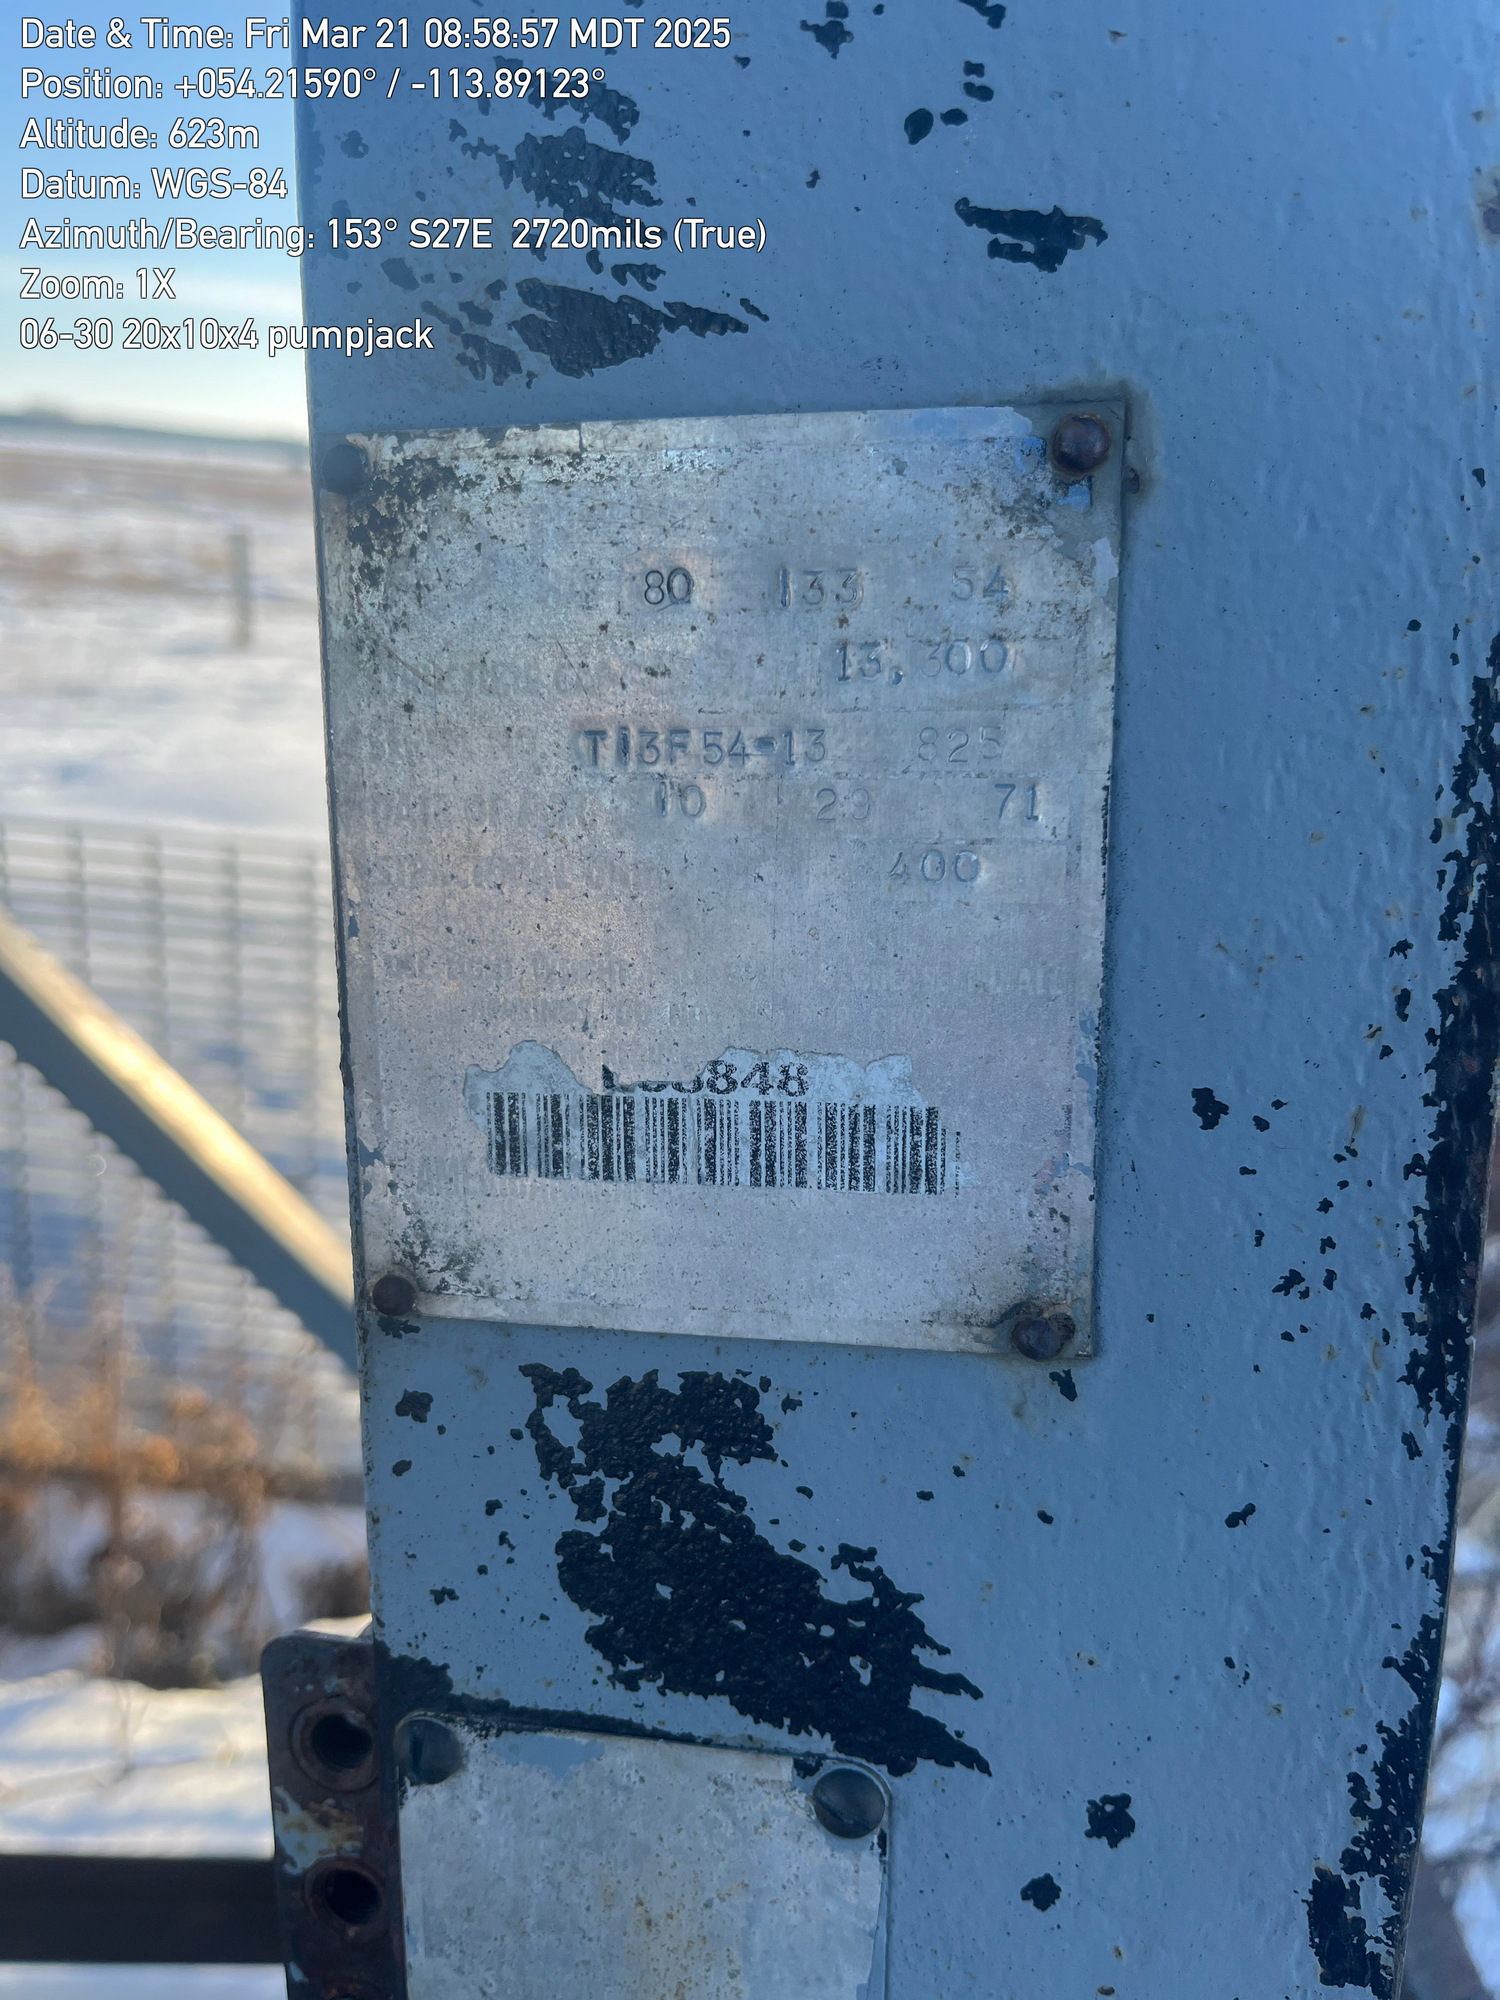 Date & Time: Fri Mar 21 08:58:57 MDT 2025
Position: +054.21590° / -113.89123°
Altitude: 623m
Datum: WGS-84
Azimuth/Bearing: 153° S27E 2720mils (True)
Zoom: 1X
06-30 20x10x4 pumpjack
80 133 54
13,300
T13F54-13 825
10 29 71
400
848